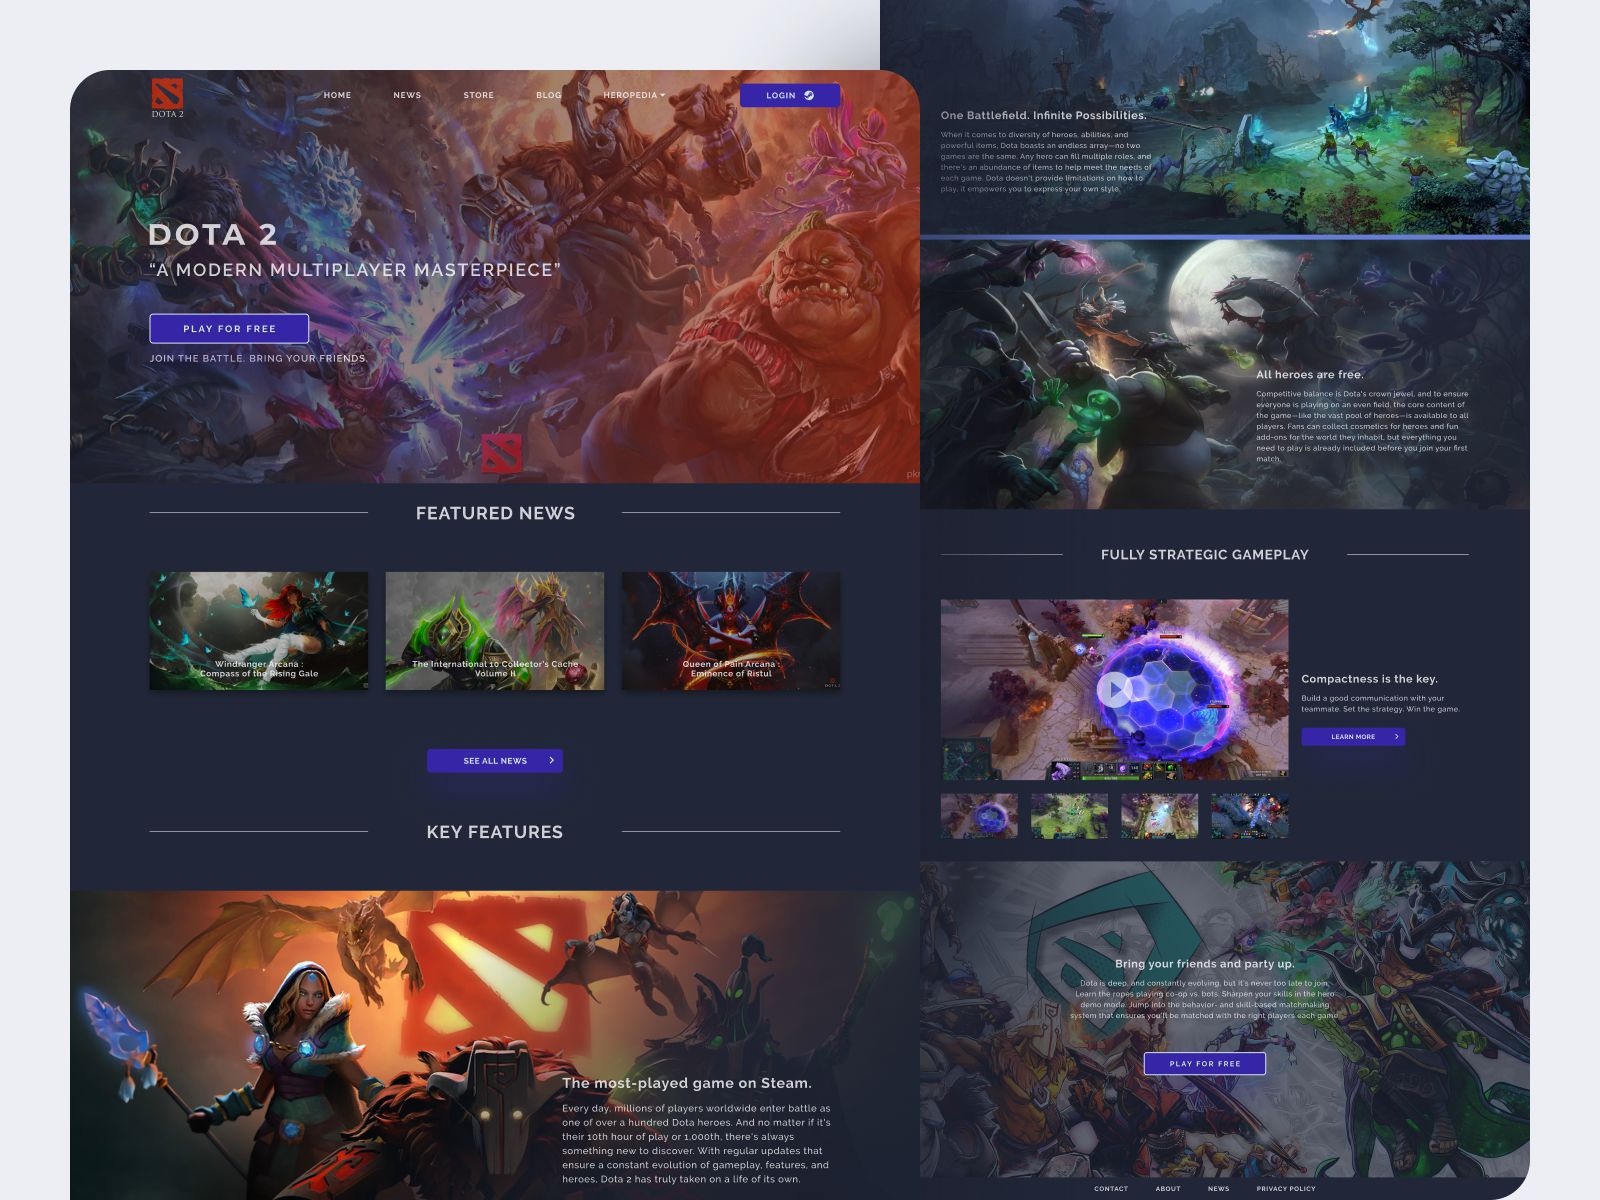 DOTA 2
HOME
NEWS
STORE
BLOG
HEROPEDIA
LOGIN
DOTA 2
“A MODERN MULTIPLAYER MASTERPIECE”
PLAY FOR FREE
JOIN THE BATTLE. BRING YOUR FRIENDS.
FEATURED NEWS
Windranger Arcana :
Compass of the Rising Gale
The International 10 Collector's Cache
Volume II
Queen of Pain Arcana :
Eminence of Ristul
DOTA 2
SEE ALL NEWS
KEY FEATURES
The most-played game on Steam.
Every day, millions of players worldwide enter battle as
one of over a hundred Dota heroes. And no matter if it's
their 10th hour of play or 1,000th, there's always
something new to discover. With regular updates that
ensure a constant evolution of gameplay, features, and
heroes, Dota 2 has truly taken on a life of its own.
One Battlefield. Infinite Possibilities.
When it comes to diversity of heroes, abilities, and
powerful items, Dota boasts an endless array—no two
games are the same. Any hero can fill multiple roles, and
there's an abundance of items to help meet the needs of
each game. Dota doesn't provide limitations on how to
play, it empowers you to express your own style.
All heroes are free.
Competitive balance is Dota's crown jewel, and to ensure
everyone is playing on an even field, the core content of
the game—like the vast pool of heroes—is available to all
players. Fans can collect cosmetics for heroes and fun
add-ons for the world they inhabit, but everything you
need to play is already included before you join your first
match.
FULLY STRATEGIC GAMEPLAY
Compactness is the key.
Build a good communication with your
teammate. Set the strategy. Win the game.
LEARN MORE
Bring your friends and party up.
Dota is deep, and constantly evolving, but it's never too late to join.
Learn the ropes playing co-op vs. bots. Sharpen your skills in the hero
demo mode. Jump into the behavior- and skill-based matchmaking
system that ensures you'll be matched with the right players each game.
PLAY FOR FREE
CONTACT
ABOUT
NEWS
PRIVACY POLICY